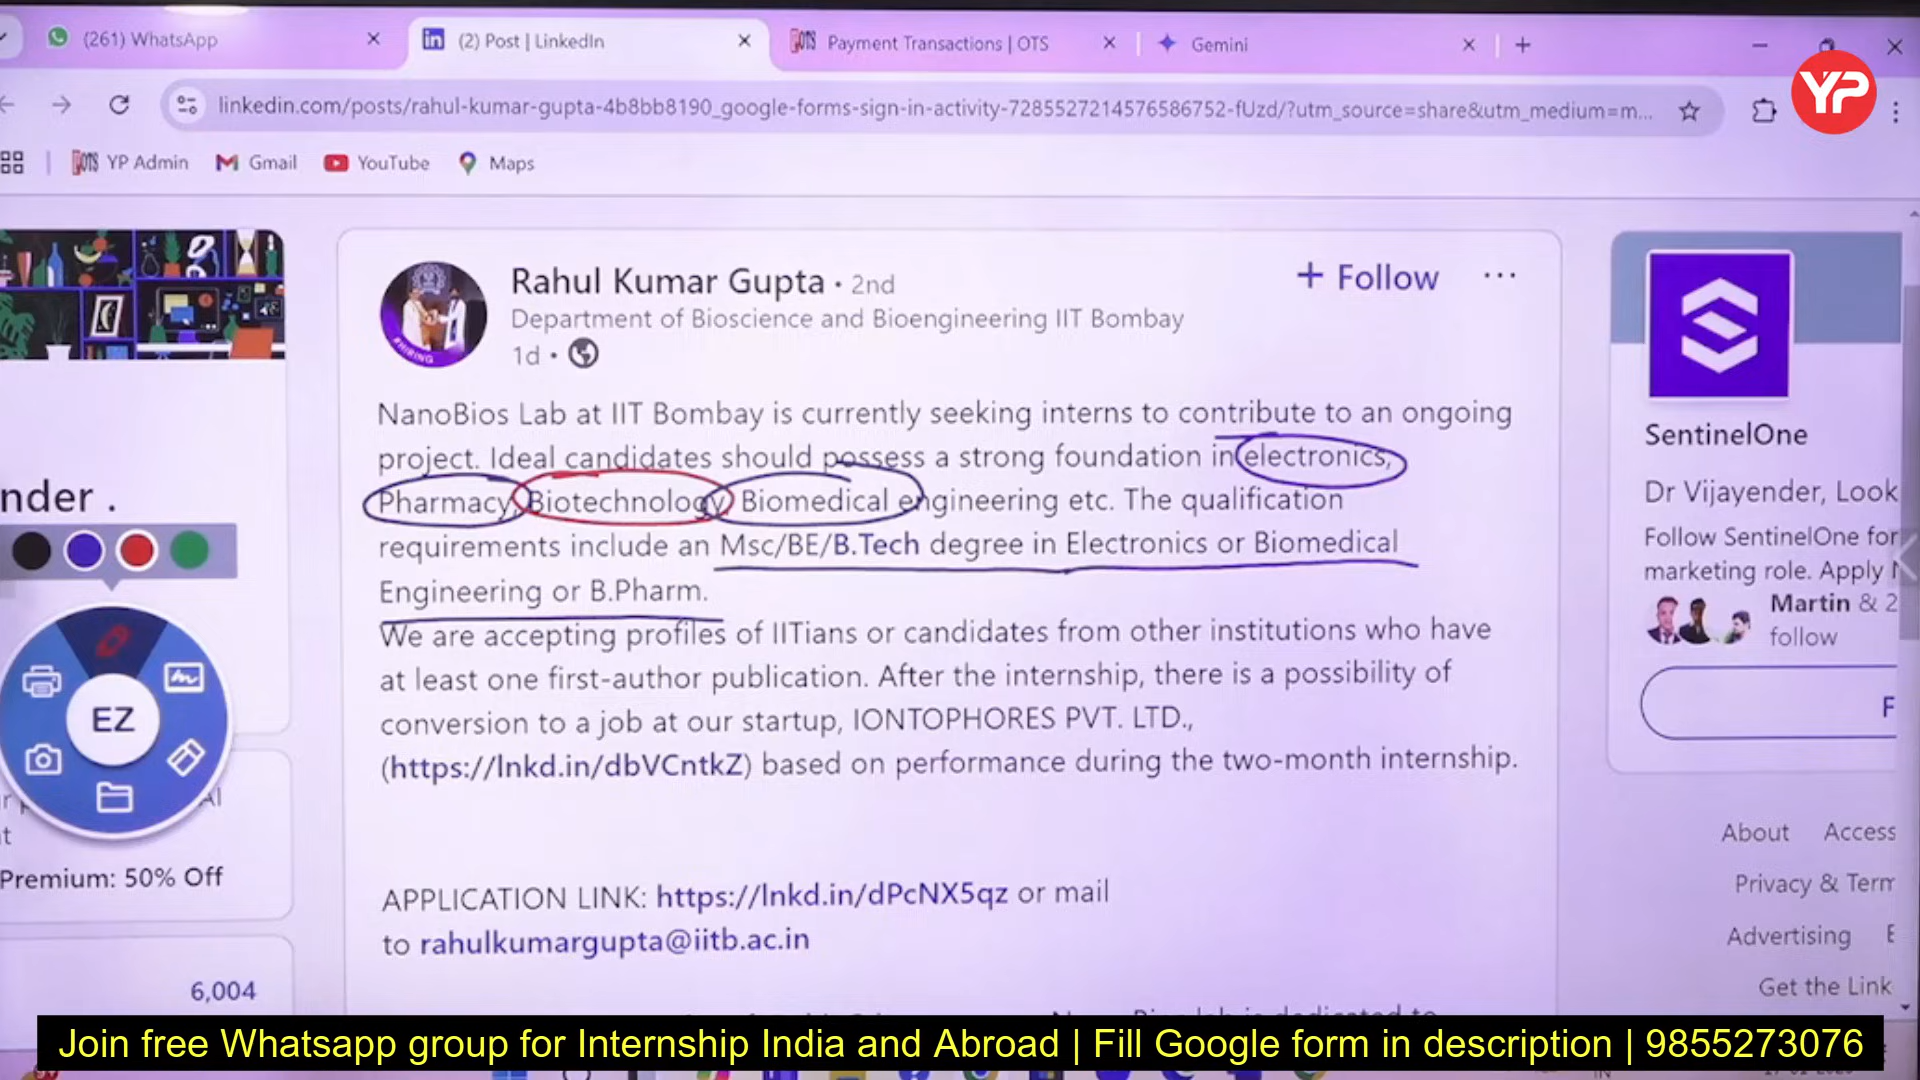 (261) WhatsApp
(2) Post | LinkedIn
OTS Payment Transactions | OTS
Gemini
YP
linkedin.com/posts/rahul-kumar-gupta-4b8bb8190_google-forms-sign-in-activity-7285527214576586752-fUzd/?utm_source=share&utm_medium=m...
OTS YP Admin
Gmail
YouTube
Maps
Rahul Kumar Gupta • 2nd
+ Follow
Department of Bioscience and Bioengineering IIT Bombay
1d •
#HIRING
NanoBios Lab at IIT Bombay is currently seeking interns to contribute to an ongoing
project. Ideal candidates should possess a strong foundation in electronics,
Pharmacy, Biotechnology, Biomedical engineering etc. The qualification
requirements include an Msc/BE/B.Tech degree in Electronics or Biomedical
Engineering or B.Pharm.
We are accepting profiles of IITians or candidates from other institutions who have
at least one first-author publication. After the internship, there is a possibility of
conversion to a job at our startup, IONTOPHORES PVT. LTD.,
(https://lnkd.in/dbVCntkZ) based on performance during the two-month internship.
APPLICATION LINK: https://lnkd.in/dPcNX5qz or mail
to rahulkumargupta@iitb.ac.in
nder .
EZ
AI
Premium: 50% Off
6,004
SentinelOne
Dr Vijayender, Look
Follow SentinelOne for
marketing role. Apply
Martin & 2
follow
F
About Access
Privacy & Term
Advertising
Get the Link
Join free Whatsapp group for Internship India and Abroad | Fill Google form in description | 9855273076